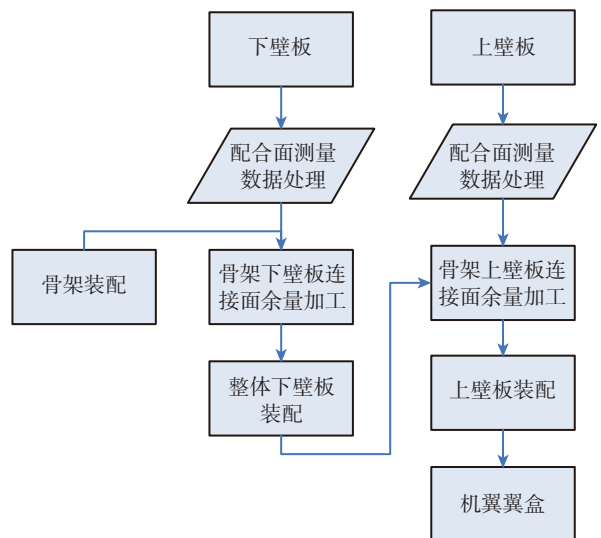 下壁板
上壁板
配合面测量
数据处理
配合面测量
数据处理
骨架装配
骨架下壁板连
接面余量加工
骨架上壁板连
接面余量加工
整体下壁板
装配
上壁板装配
机翼翼盒